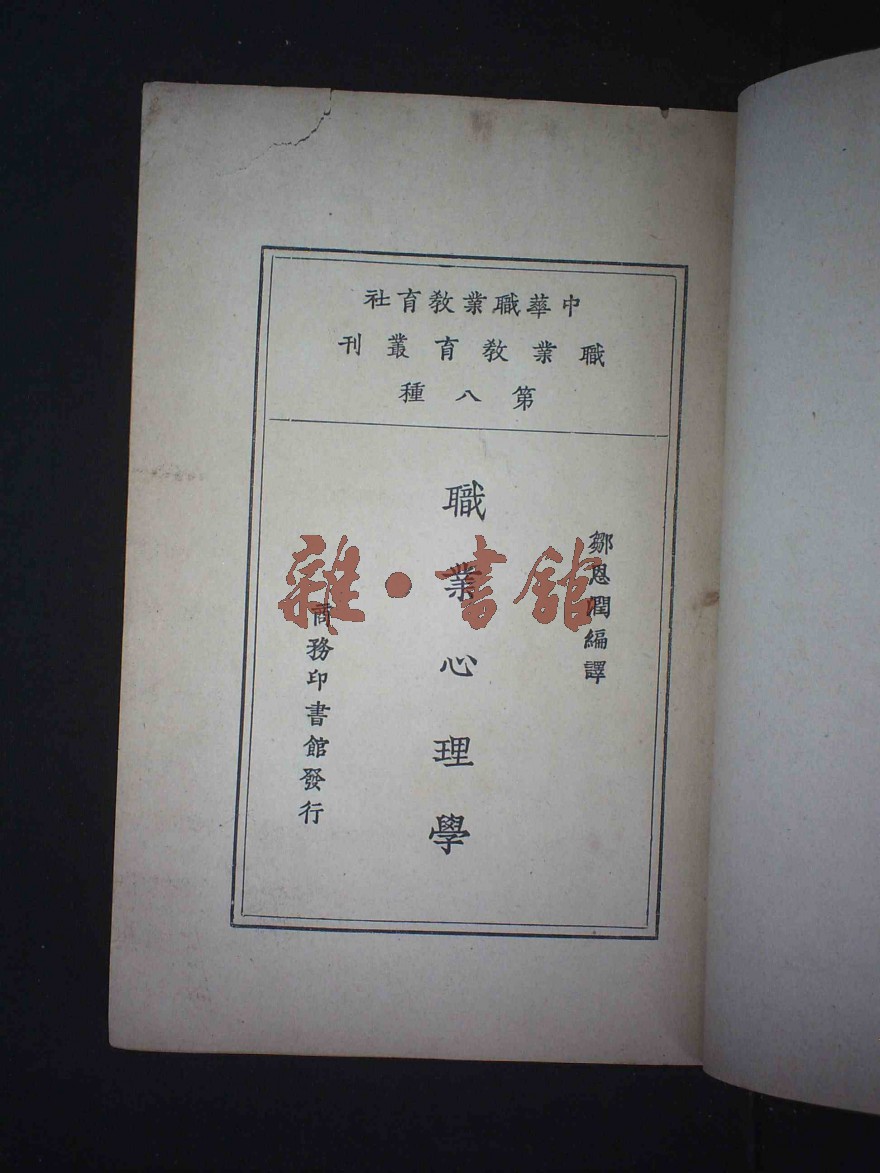 中華職業教育社
職業教育叢刊
第八種
鄒恩潤編譯
職業心理學
商務印書館發行
雜·書館